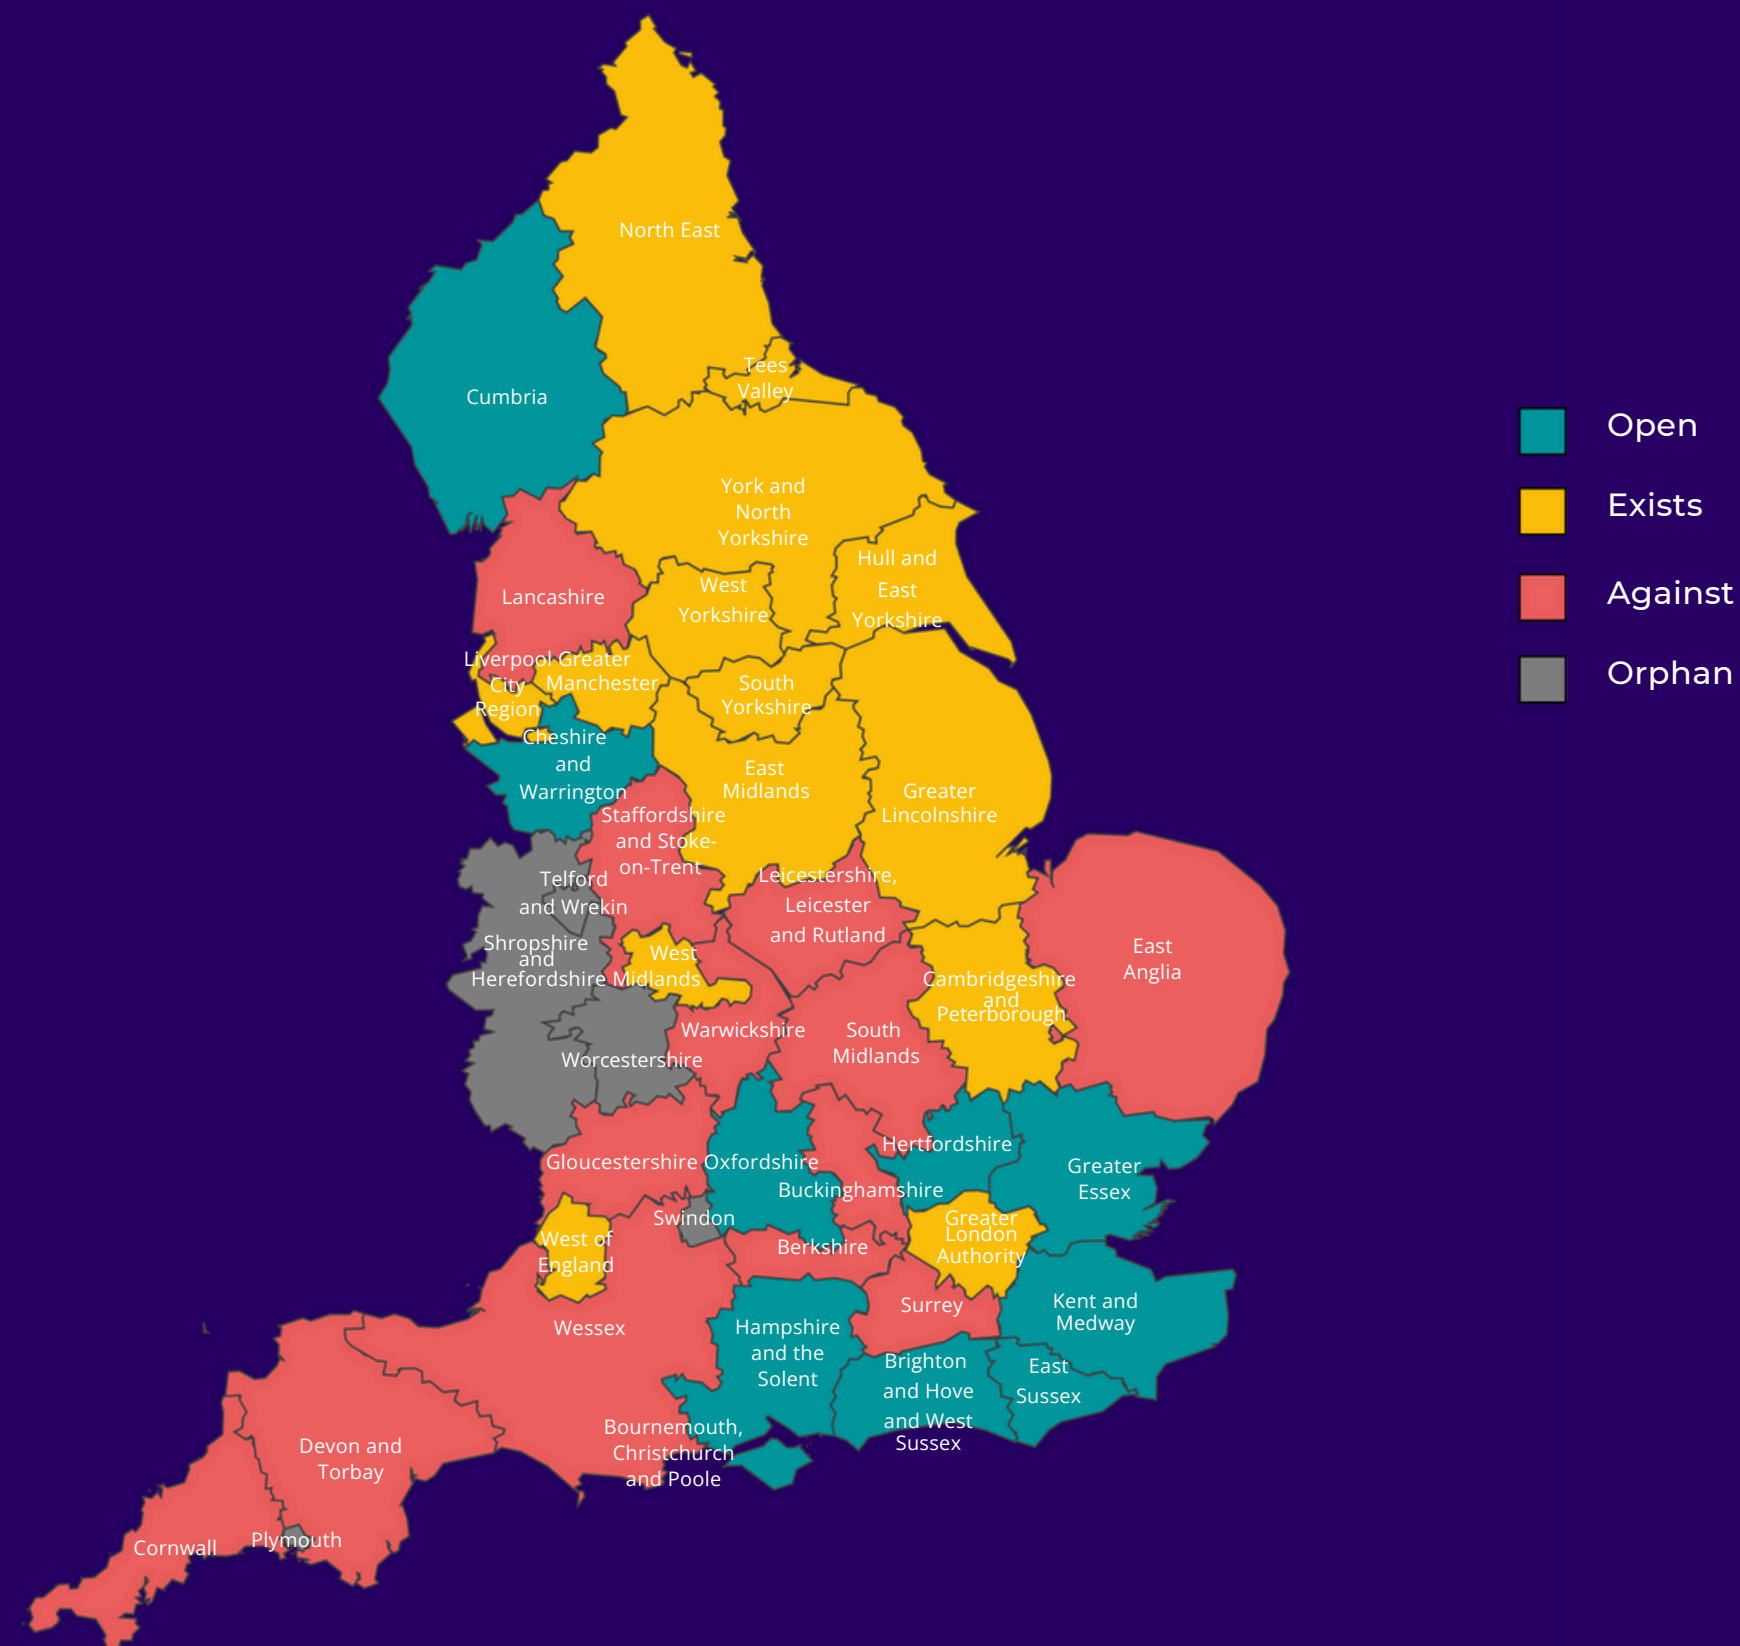 North East
Tees
Valley
Cumbria
Open
York and
North
Yorkshire
Exists
Hull and
East
Yorkshire
West
Yorkshire
Lancashire
Against
Liverpool
City
Region
Greater
Manchester
South
Yorkshire
Orphan
Cheshire
and
Warrington
East
Midlands
Greater
Lincolnshire
Staffordshire
and Stoke-
on-Trent
Telford
and Wrekin
Leicestershire,
Leicester
and Rutland
Shropshire
and
Herefordshire
West
Midlands
East
Anglia
Cambridgeshire
and
Peterborough
Warwickshire
South
Midlands
Worcestershire
Hertfordshire
Gloucestershire
Oxfordshire
Greater
Essex
Buckinghamshire
Swindon
Greater
London
Authority
West of
England
Berkshire
Surrey
Kent and
Medway
Wessex
Hampshire
and the
Solent
Brighton
and Hove
and West
Sussex
East
Sussex
Bournemouth,
Christchurch
and Poole
Devon and
Torbay
Plymouth
Cornwall